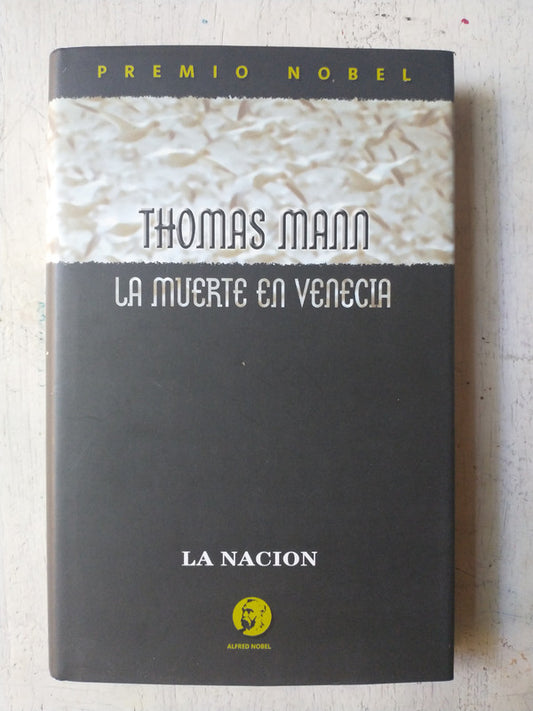 PREMIO NOBEL
THOMAS MANN
LA MUERTE EN VENECIA
LA NACION
ALFRED NOBEL